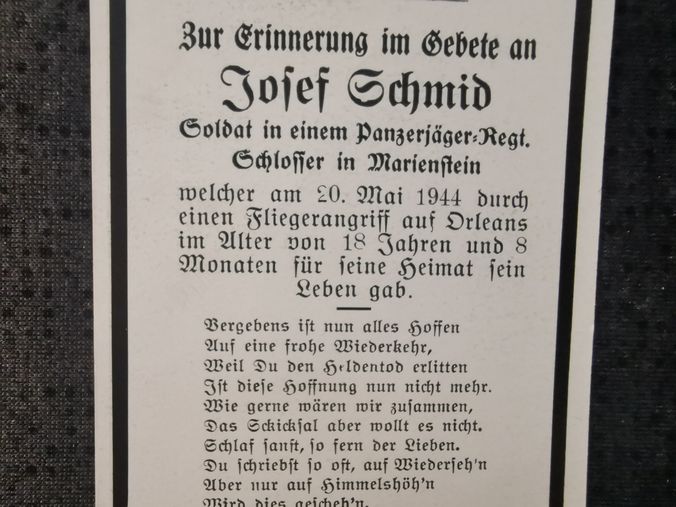 Zur Erinnerung im Gebete an
Josef Schmid
Soldat in einem Panzerjäger-Regt.
Schlosser in Marienstein
welcher am 20. Mai 1944 durch
einen Fliegerangriff auf Orleans
im Alter von 18 Jahren und 8
Monaten für seine Heimat sein
Leben gab.
Vergebens ist nun alles Hoffen
Auf eine frohe Wiederkehr,
Weil Du den Heldentod erlitten
Ist diese Hoffnung nun nicht mehr.
Wie gerne wären wir zusammen,
Das Schicksal aber wollt es nicht.
Schlaf sanft, so fern der Lieben.
Du schriebst so oft, auf Wiederseh'n
Aber nur auf Himmelshöh'n
Wird dies gescheh'n.